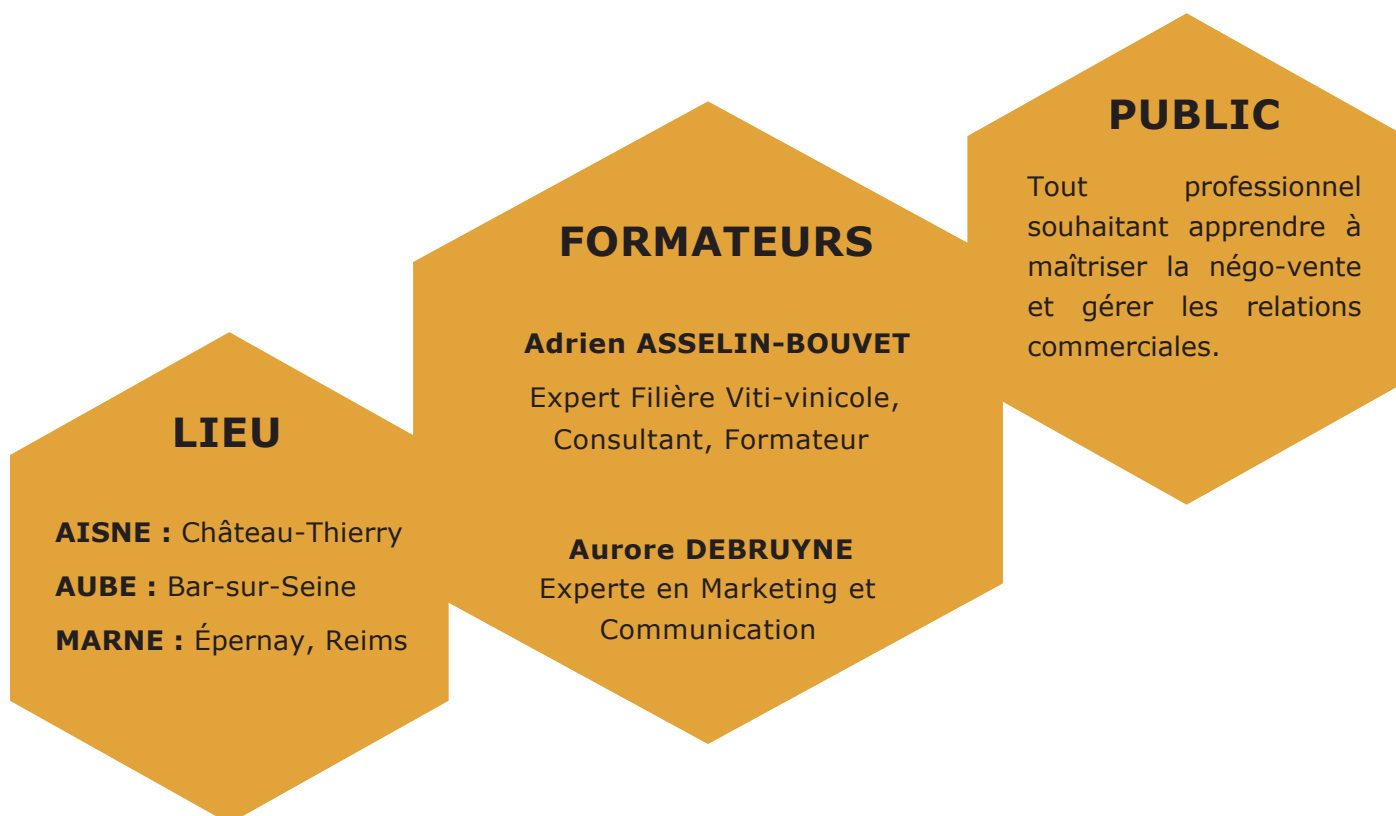 LIEU
AISNE : Château-Thierry
AUBE : Bar-sur-Seine
MARNE : Épernay, Reims
FORMATEURS
Adrien ASSELIN-BOUVET
Expert Filière Viti-vinicole,
Consultant, Formateur
Aurore DEBRUYNE
Experte en Marketing et
Communication
PUBLIC
Tout professionnel
souhaitant apprendre à
maîtriser la négo-vente
et gérer les relations
commerciales.